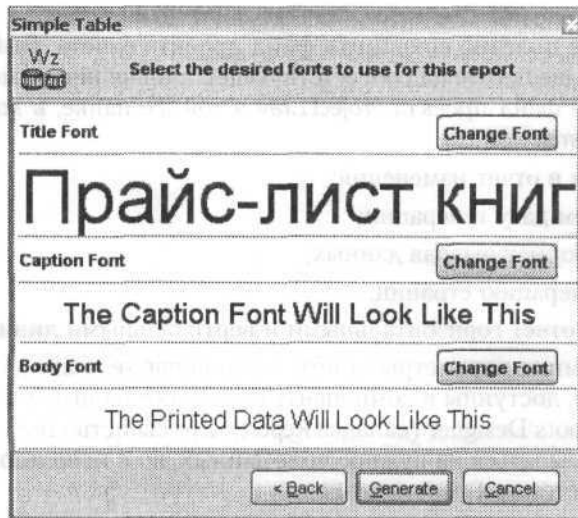 Simple Table
Wz
Select the desired fonts to use for this report
Title Font
Change Font
Прайс-лист книг
Caption Font
Change Font
The Caption Font Will Look Like This
Body Font
Change Font
The Printed Data Will Look Like This
< Back
Generate
Cancel